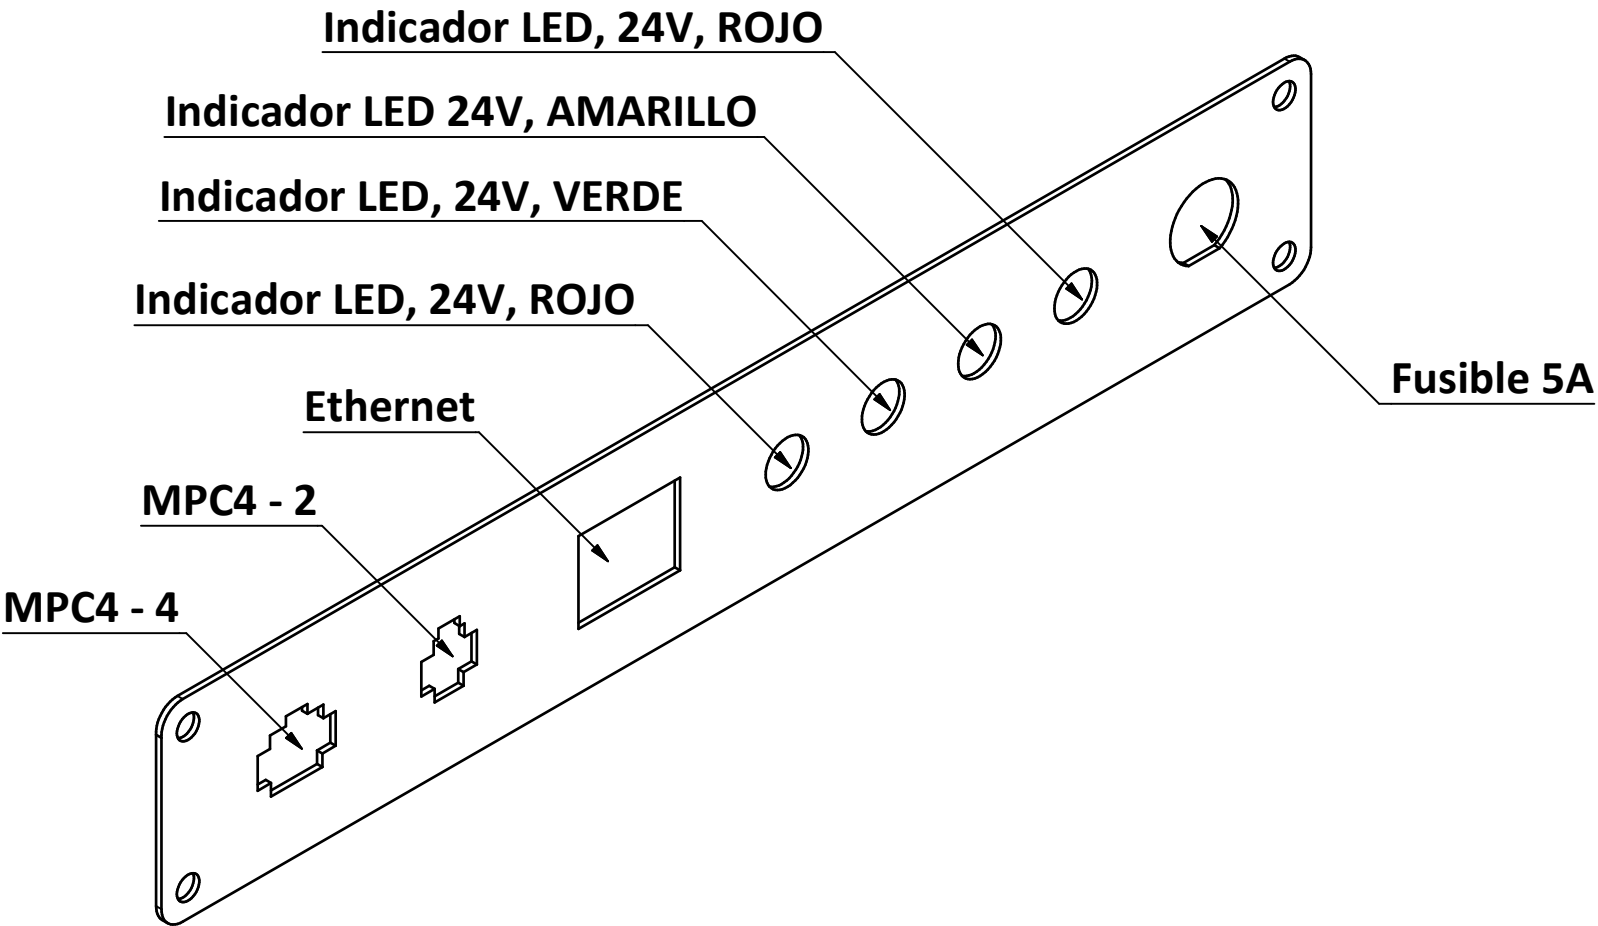 Indicador LED, 24V, ROJO
Indicador LED 24V, AMARILLO
Indicador LED, 24V, VERDE
Indicador LED, 24V, ROJO
Fusible 5A
Ethernet
MPC4 - 2
MPC4 - 4